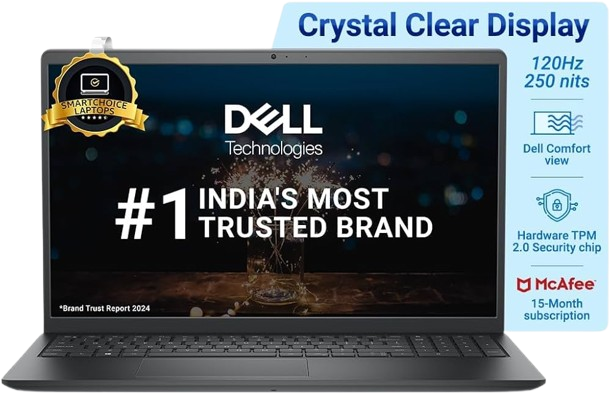 Crystal Clear Display
120Hz
250 nits
Dell Comfort
view
Hardware TPM
2.0 Security chip
McAfee
15-Month
subscription
SMARTCHOICE
LAPTOPS
DELL
Technologies
#1 INDIA'S MOST
TRUSTED BRAND
*Brand Trust Report 2024